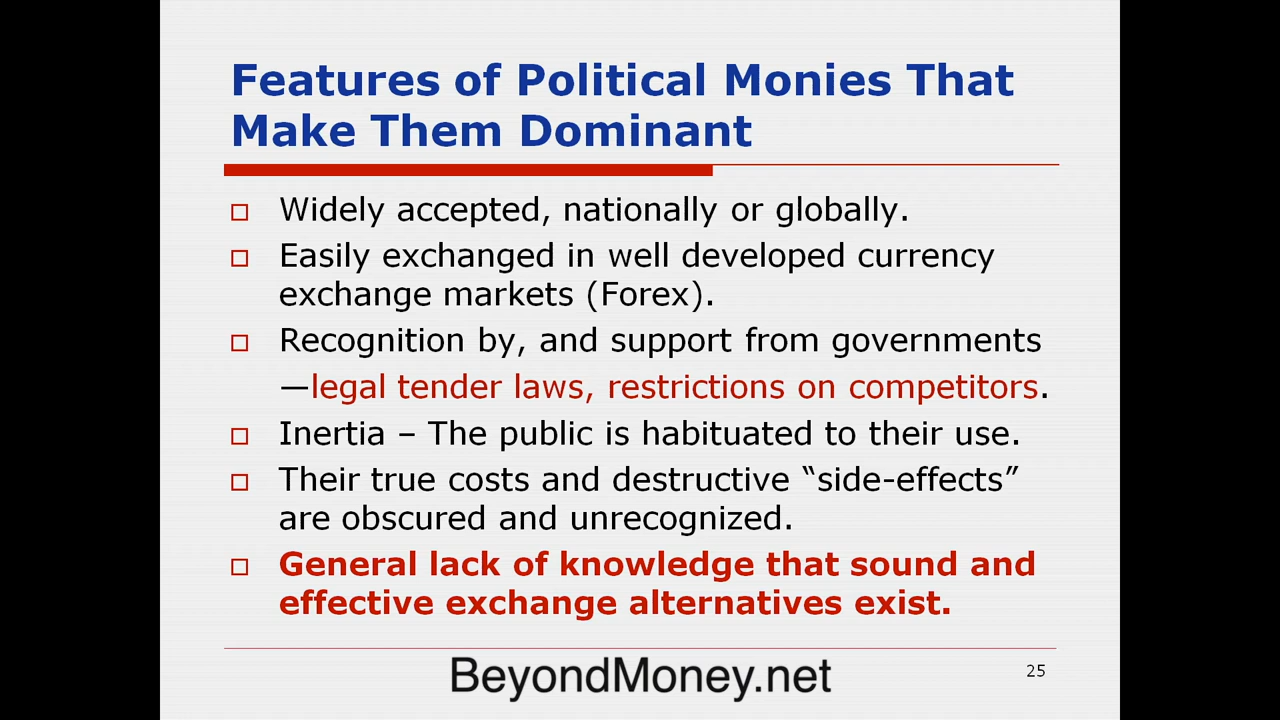 Features of Political Monies That
Make Them Dominant
Widely accepted, nationally or globally.
Easily exchanged in well developed currency
exchange markets (Forex).
Recognition by, and support from governments
—legal tender laws, restrictions on competitors.
Inertia – The public is habituated to their use.
Their true costs and destructive “side-effects”
are obscured and unrecognized.
General lack of knowledge that sound and
effective exchange alternatives exist.
BeyondMoney.net
25